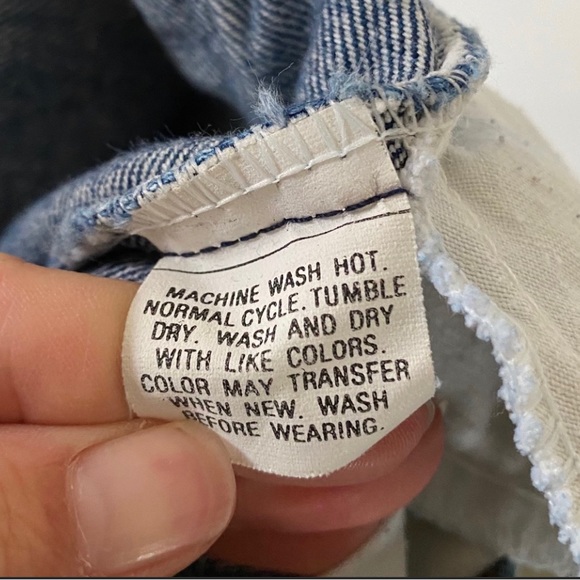 MACHINE WASH HOT.
NORMAL CYCLE. TUMBLE
DRY. WASH AND DRY
WITH LIKE COLORS.
COLOR MAY TRANSFER
WHEN NEW. WASH
BEFORE WEARING.